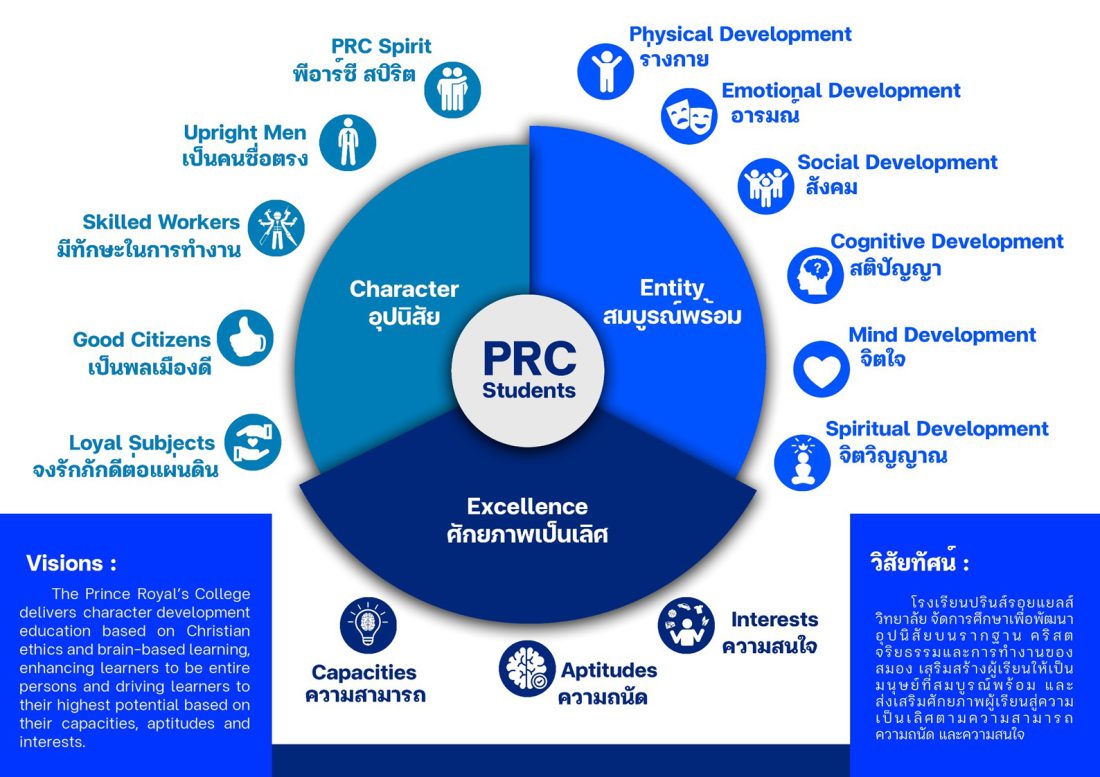 PRC Spirit
พีอาร์ซี สปิริต
Upright Men
เป็นคนซื่อตรง
Skilled Workers
มีทักษะในการทำงาน
Good Citizens
เป็นพลเมืองดี
Loyal Subjects
จงรักภักดีต่อแผ่นดิน
Physical Development
ร่างกาย
Emotional Development
อารมณ์
Social Development
สังคม
Cognitive Development
สติปัญญา
Mind Development
จิตใจ
Spiritual Development
จิตวิญญาณ
Character
อุปนิสัย
Entity
สมบูรณ์พร้อม
PRC
Students
Excellence
ศักยภาพเป็นเลิศ
Capacities
ความสามารถ
Aptitudes
ความถนัด
Interests
ความสนใจ
Visions :
The Prince Royal's College
delivers character development
education based on Christian
ethics and brain-based learning,
enhancing learners to be entire
persons and driving learners to
their highest potential based on
their capacities, aptitudes and
interests.
วิสัยทัศน์ :
โรงเรียนปรินส์รอยแยลส์
วิทยาลัย จัดการศึกษาเพื่อพัฒนา
อุปนิสัยบนรากฐาน คริสต
จริยธรรมและการทำงานของ
สมอง เสริมสร้างผู้เรียนให้เป็น
มนุษย์ที่สมบูรณ์พร้อม และ
ส่งเสริมศักยภาพผู้เรียนสู่ความ
เป็นเลิศตามความสามารถ
ความถนัด และความสนใจ